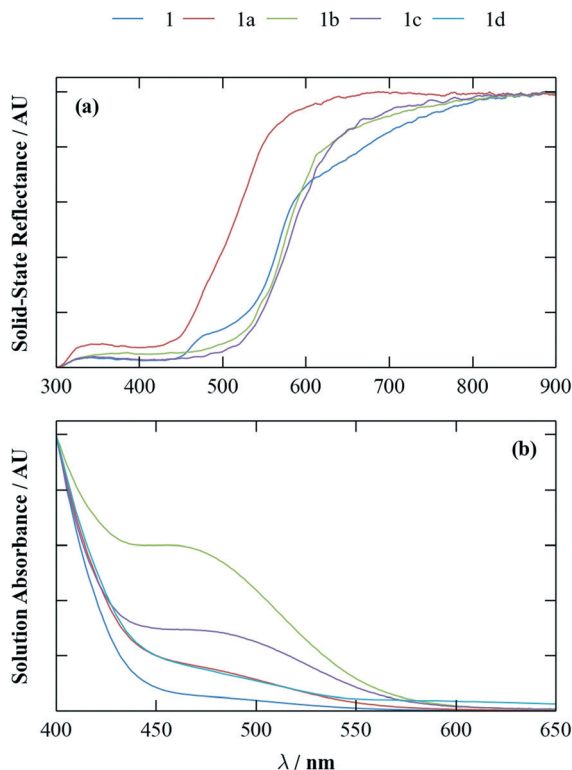 1 1a 1b 1c 1d
(a)
Solid-State Reflectance / AU
300 400 500 600 700 800 900
(b)
Solution Absorbance / AU
400 450 500 550 600 650
λ / nm